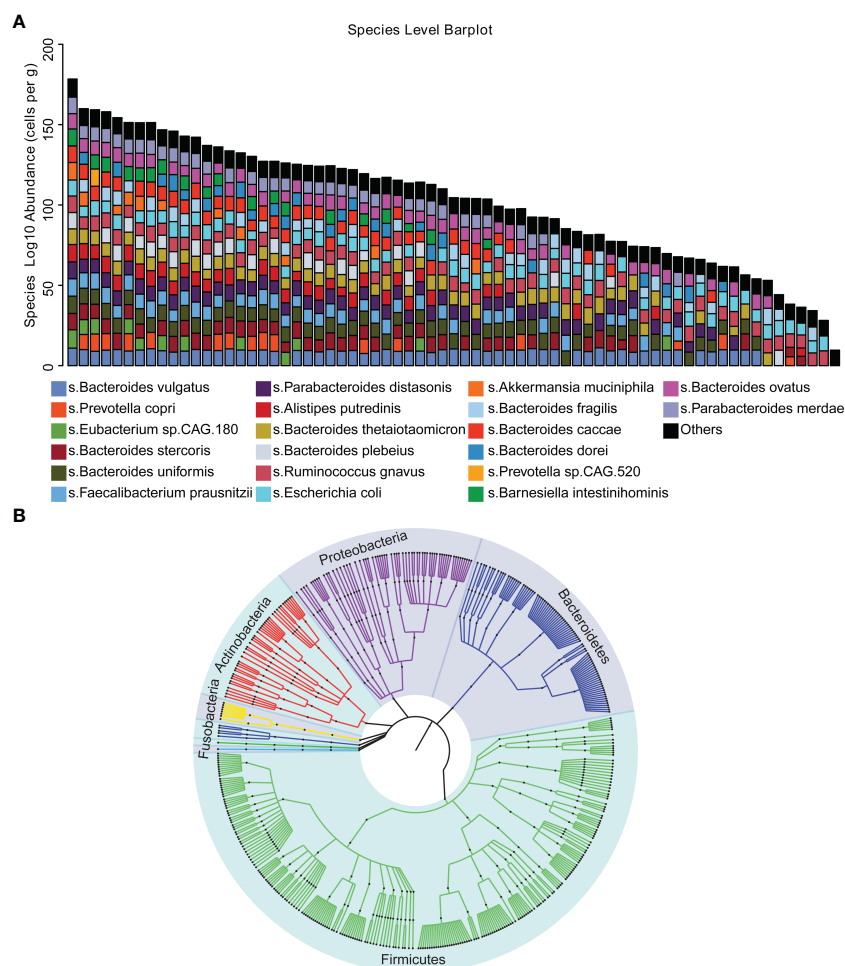 A
Species Level Barplot
Species Log10 Abundance (cells per g)
200
150
100
50
0
s.Bacteroides vulgatus
s.Prevotella copri
s.Eubacterium sp.CAG.180
s.Bacteroides stercoris
s.Bacteroides uniformis
s.Faecalibacterium prausnitzii
s.Parabacteroides distasonis
s.Alistipes putredinis
s.Bacteroides thetaiotaomicron
s.Bacteroides plebeius
s.Ruminococcus gnavus
s.Escherichia coli
s.Akkermansia muciniphila
s.Bacteroides fragilis
s.Bacteroides caccae
s.Bacteroides dorei
s.Prevotella sp.CAG.520
s.Barnesiella intestinihominis
s.Bacteroides ovatus
s.Parabacteroides merdae
Others
B
Proteobacteria
Bacteroidetes
Actinobacteria
Fusobacteria
Firmicutes